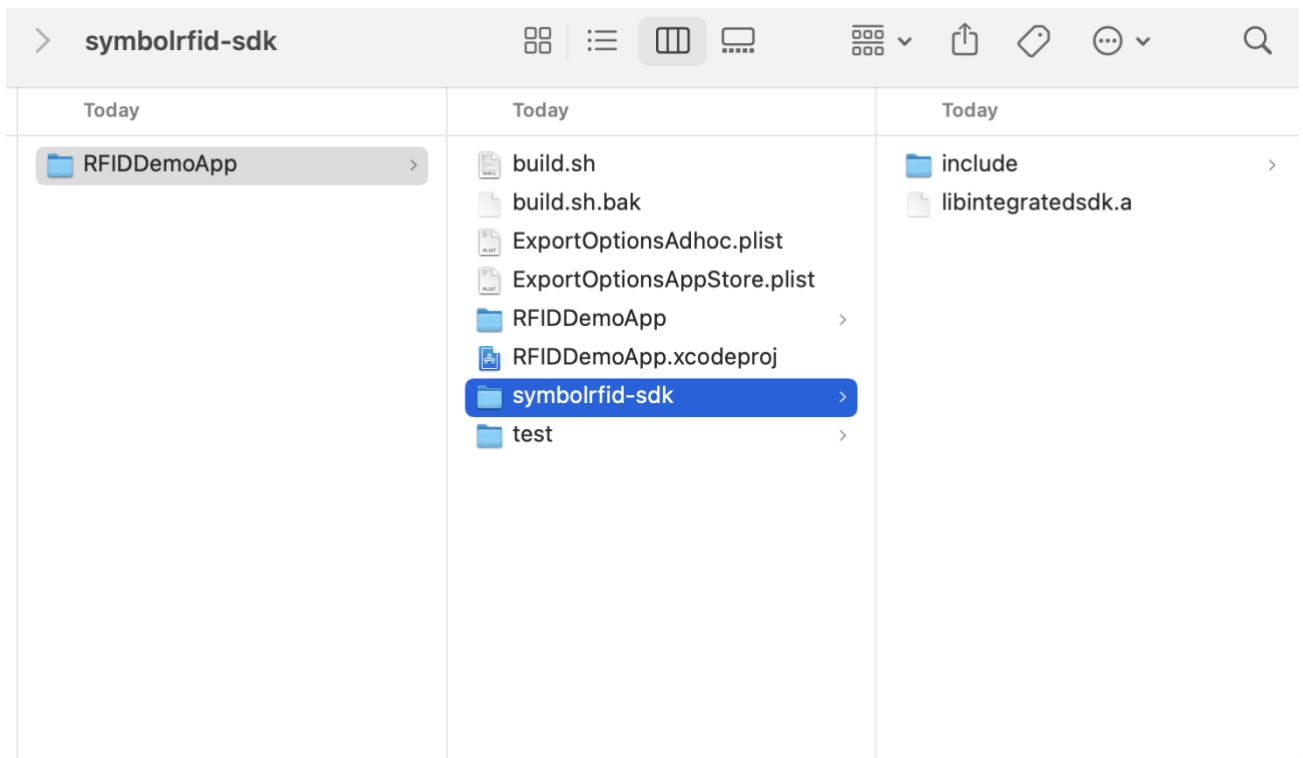 symbolrfid-sdk
Today
RFIDDemoApp
Today
build.sh
build.sh.bak
ExportOptionsAdhoc.plist
ExportOptionsAppStore.plist
RFIDDemoApp
RFIDDemoApp.xcodeproj
symbolrfid-sdk
test
Today
include
libintegratedsdk.a